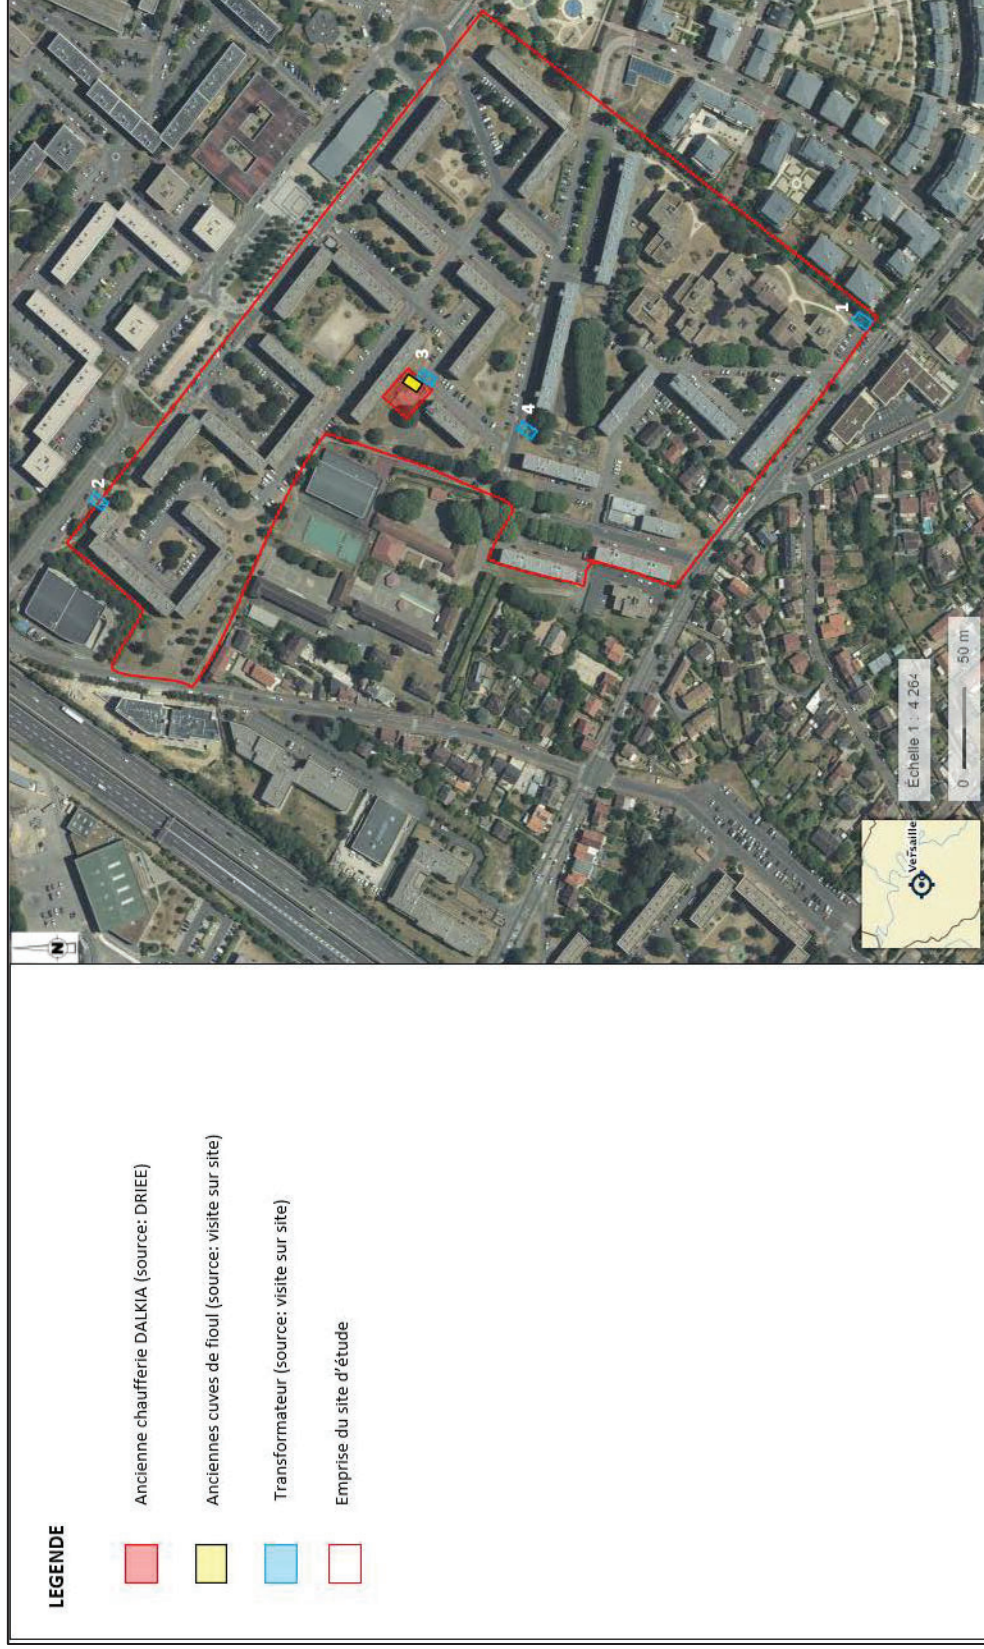 LEGENDE
Ancienne chaufferie DALKIA (source: DRIEE)
Anciennes cuves de fioul (source: visite sur site)
Transformateur (source: visite sur site)
Emprise du site d'étude
N
2
3
4
1
Versailles
Échelle 1 : 4 264
0 50 m